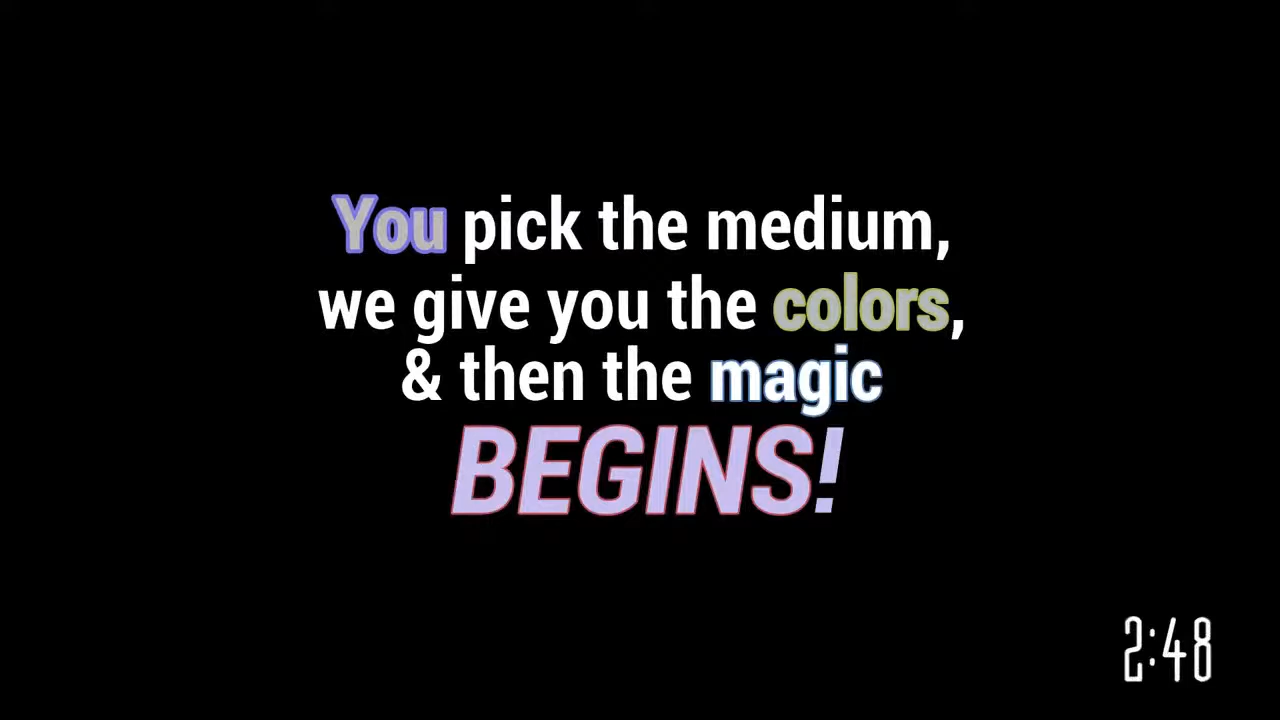 You pick the medium,
we give you the colors,
& then the magic
BEGINS!
2:48